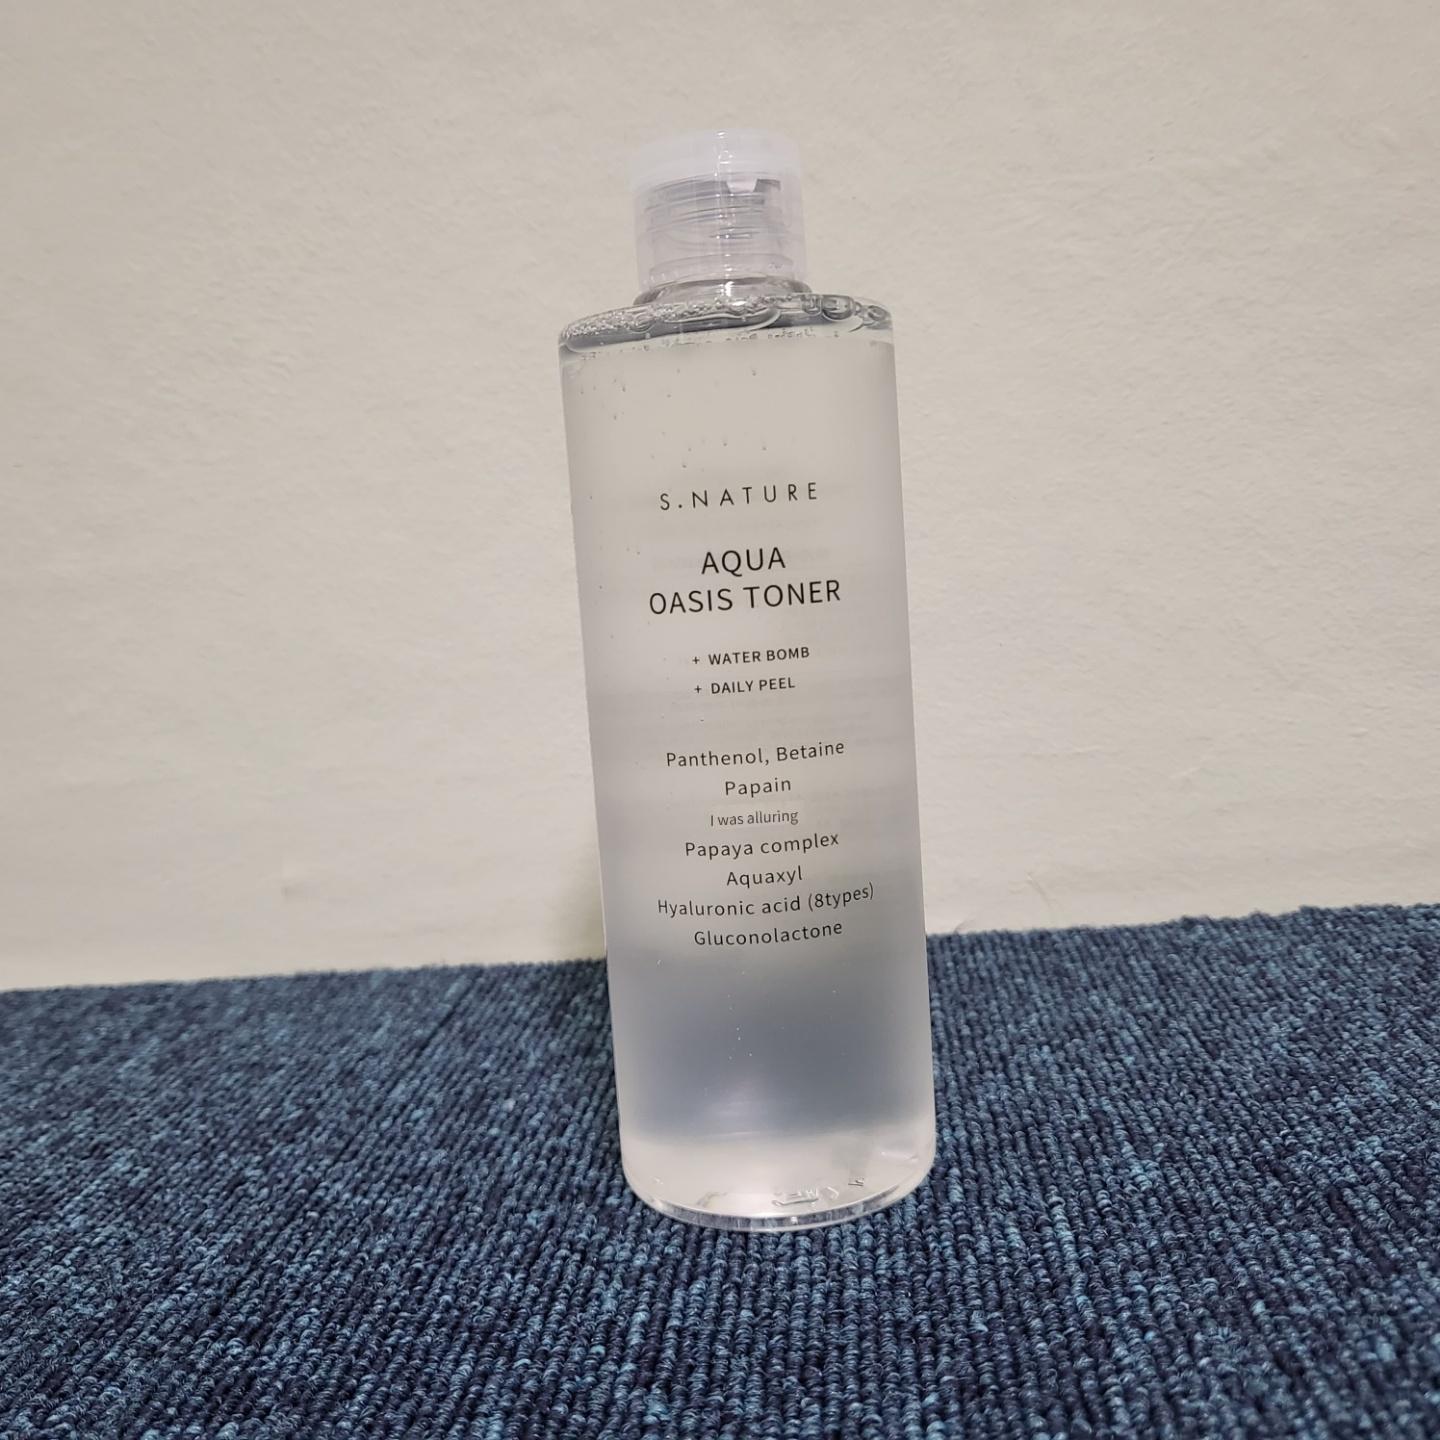 S.NATURE
AQUA
OASIS TONER
+ WATER BOMB
+ DAILY PEEL
Panthenol, Betaine
Papain
I was alluring
Papaya complex
Aquaxyl
Hyaluronic acid (8types)
Gluconolactone